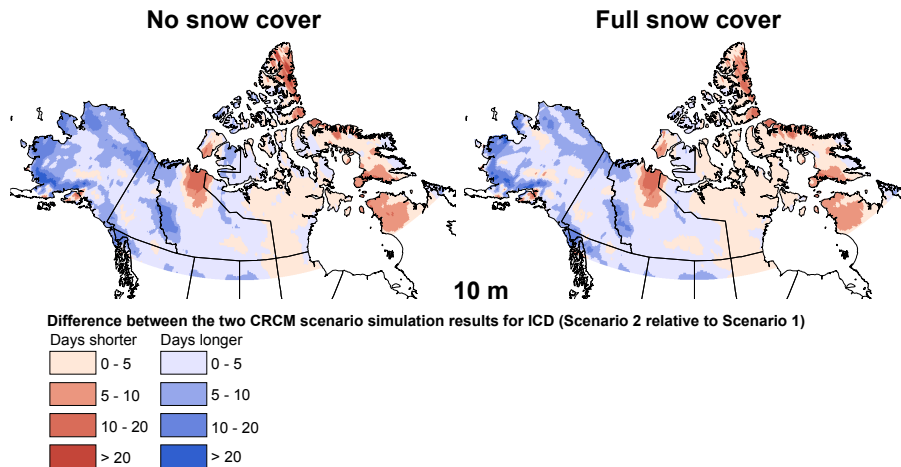 No snow cover
Full snow cover
10 m
Difference between the two CRCM scenario simulation results for ICD (Scenario 2 relative to Scenario 1)
Days shorter
Days longer
0 - 5
0 - 5
5 - 10
5 - 10
10 - 20
10 - 20
> 20
> 20